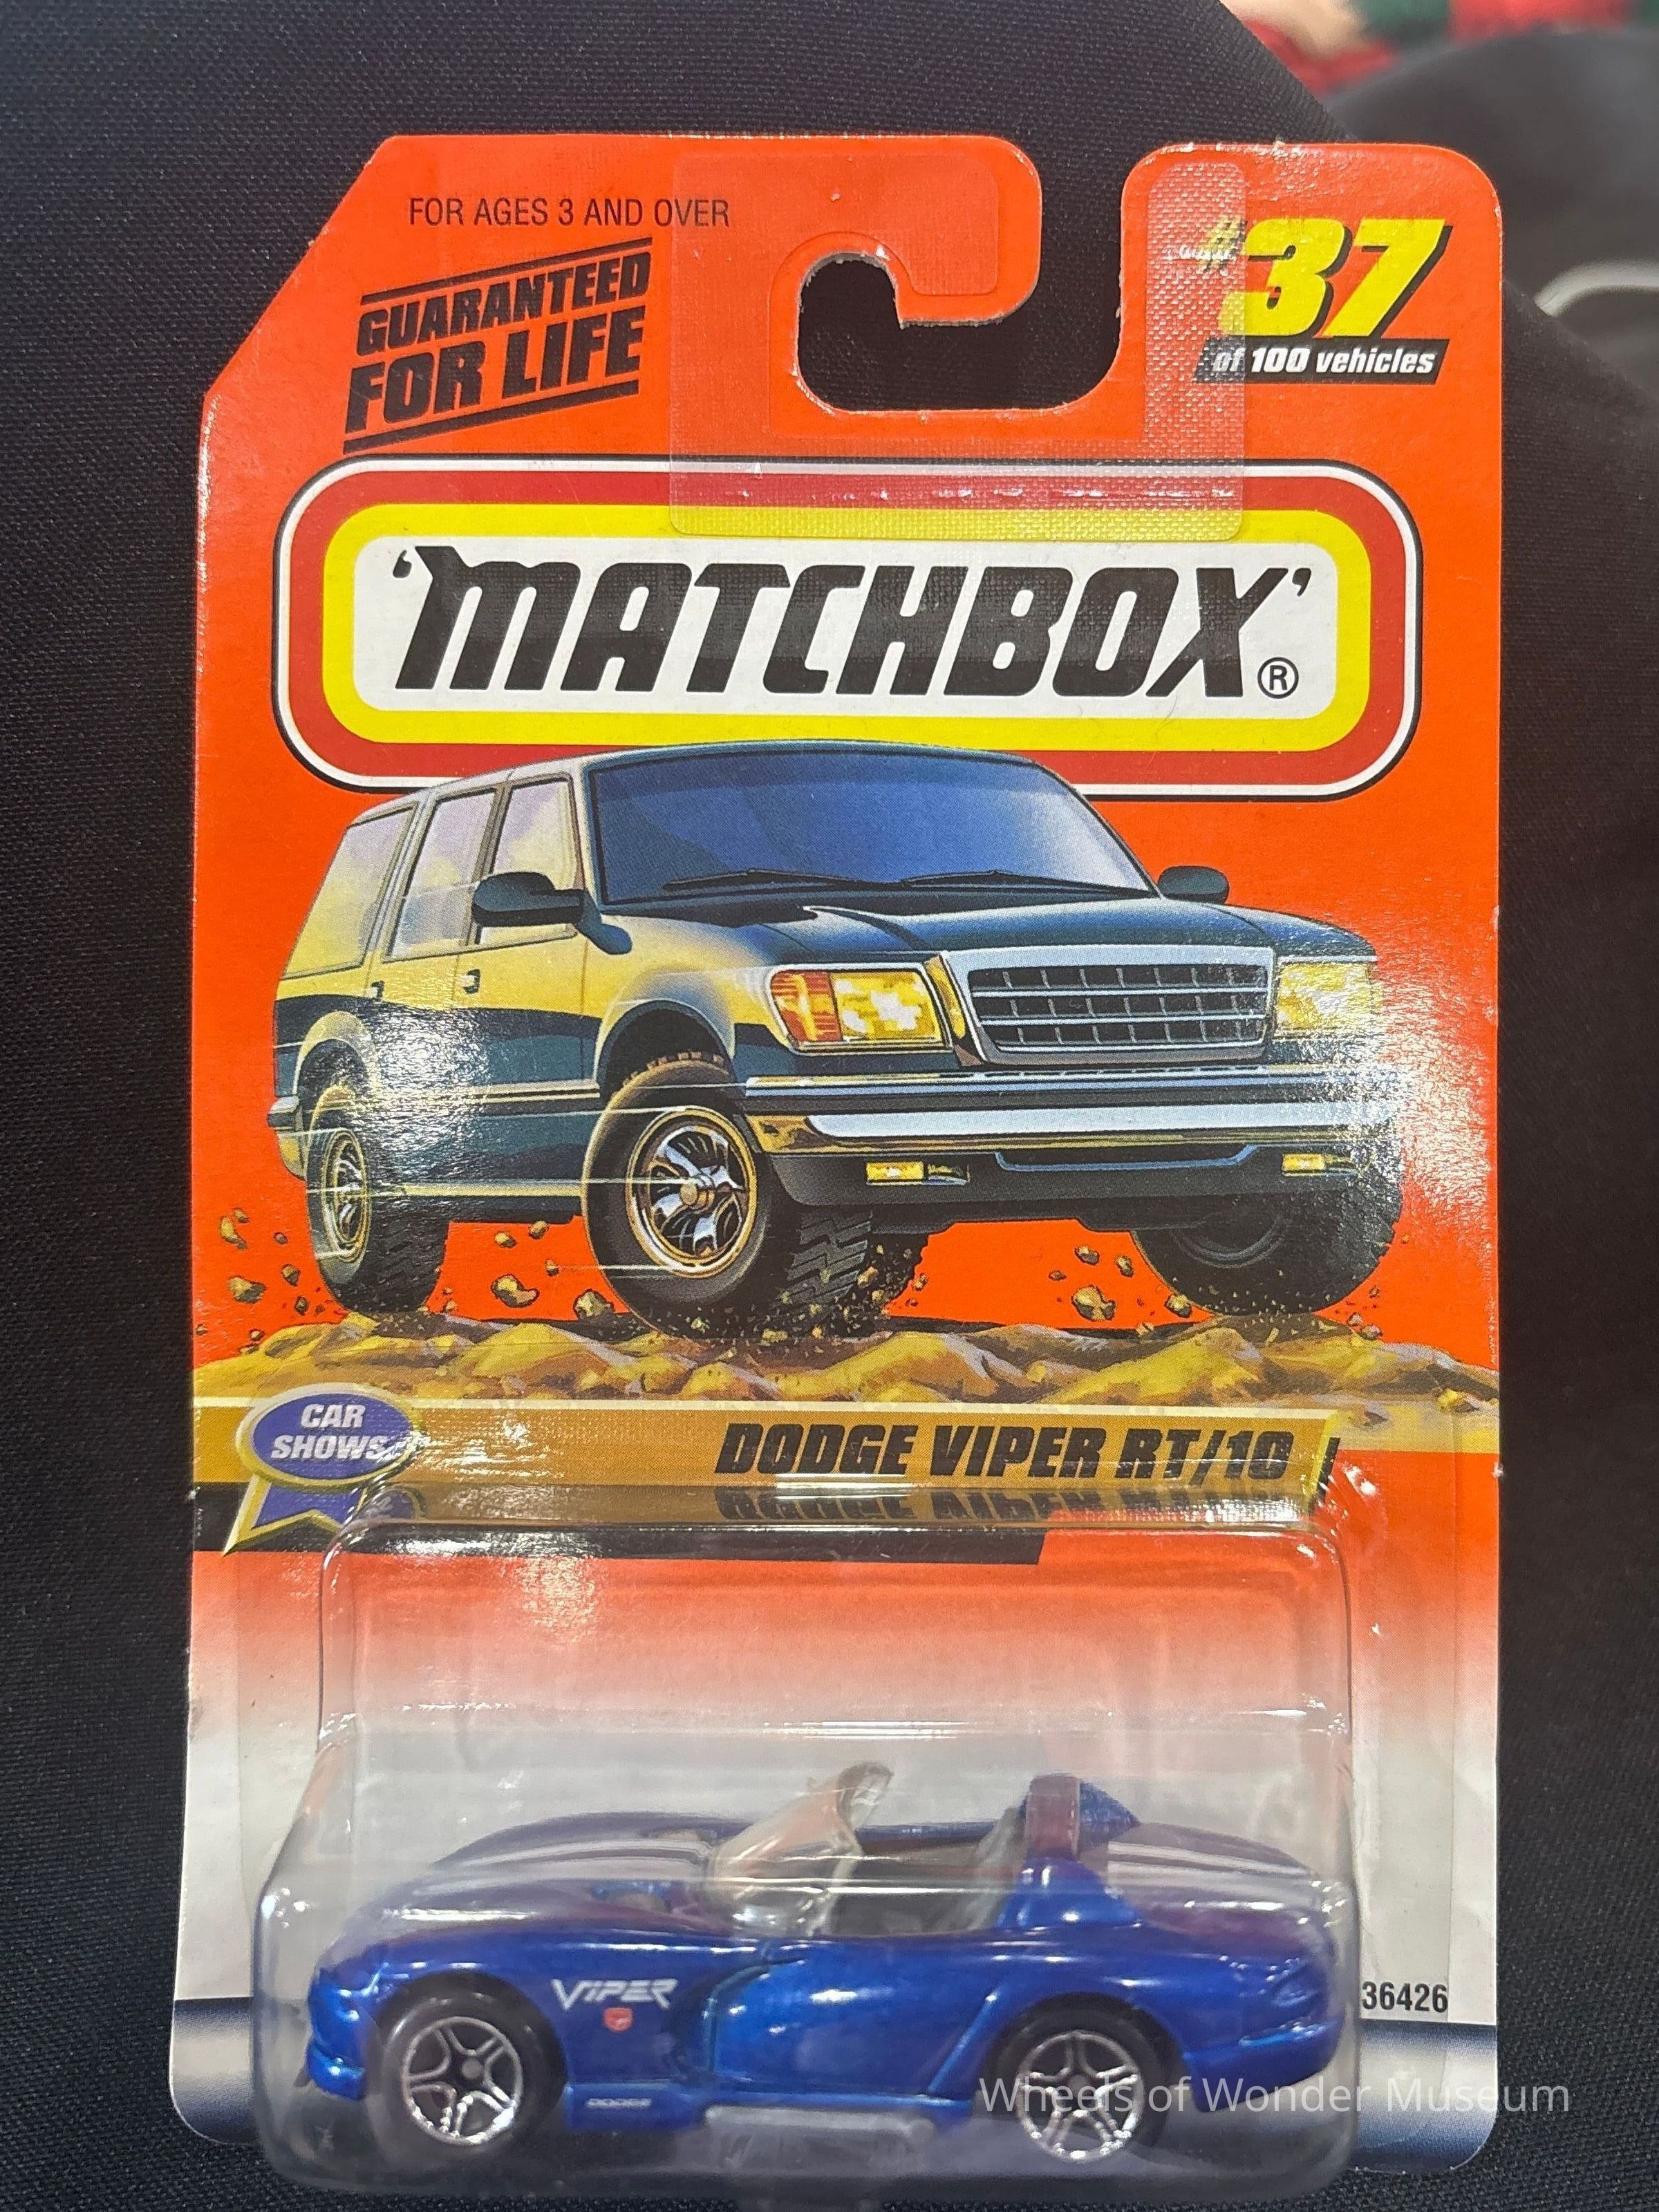 FOR AGES 3 AND OVER
GUARANTEED
FOR LIFE
#37
of 100 vehicles
'MATCHBOX'®
CAR
SHOWS
DODGE VIPER RT/10
VIPER
DODGE
36426
Wheels of Wonder Museum